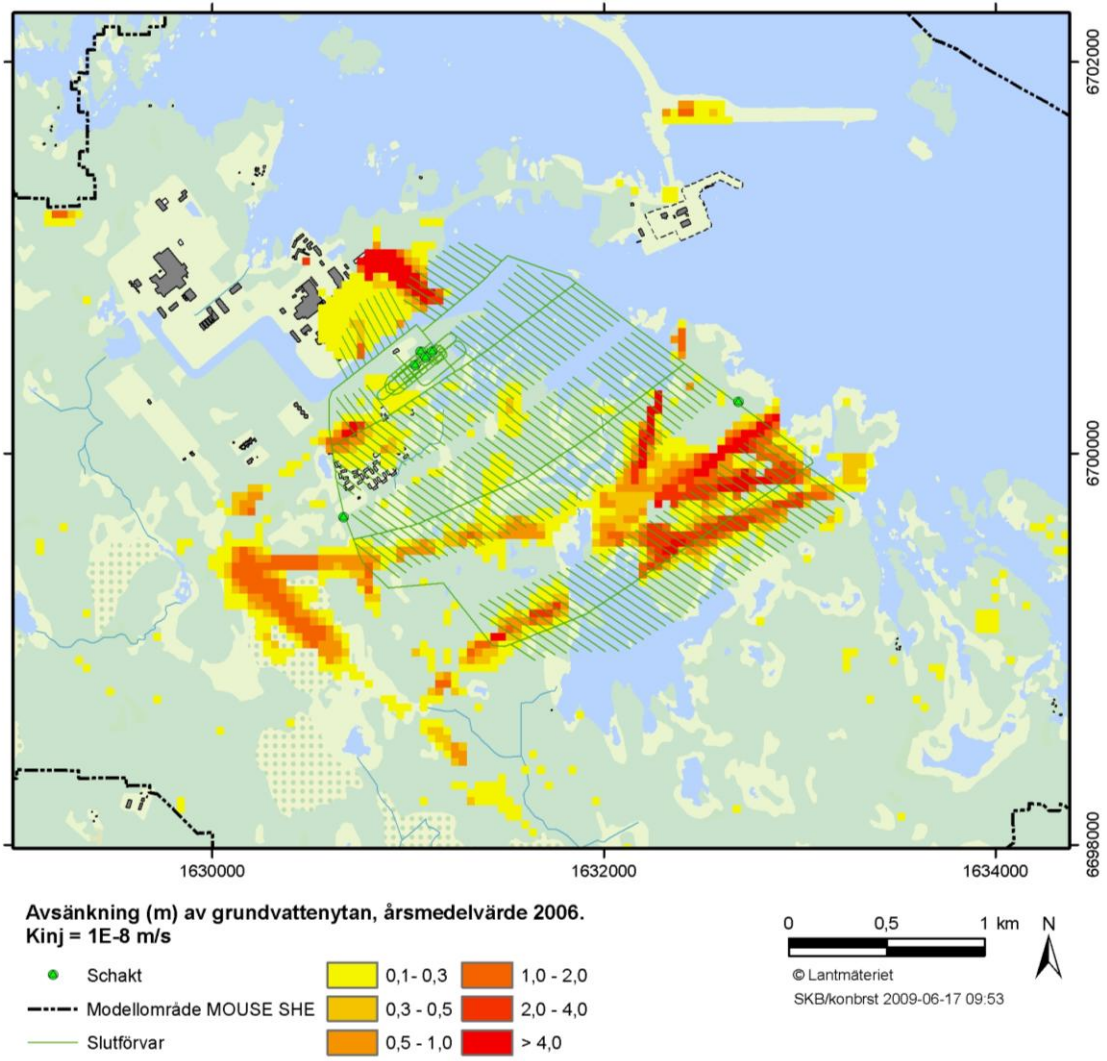 6702000
6700000
6698000
1630000
1632000
1634000
Avsänkning (m) av grundvattenytan, årsmedelvärde 2006.
Kinj = 1E-8 m/s
Schakt
Modellområde MOUSE SHE
Slutförvar
0,1 - 0,3
0,3 - 0,5
0,5 - 1,0
1,0 - 2,0
2,0 - 4,0
> 4,0
0 0,5 1 km
N
© Lantmäteriet
SKB/konbrst 2009-06-17 09:53